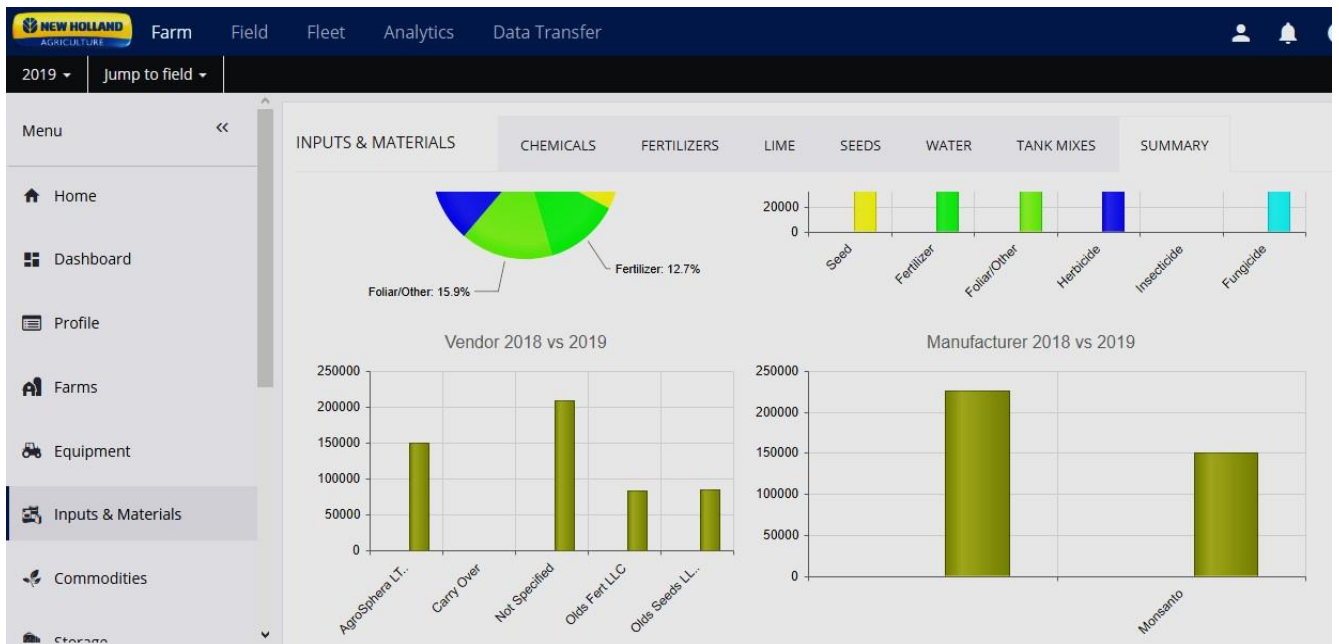 NEW HOLLAND
AGRICULTURE
Farm
Field
Fleet
Analytics
Data Transfer
2019
Jump to field
Menu
Home
Dashboard
Profile
Farms
Equipment
Inputs & Materials
Commodities
Storage
INPUTS & MATERIALS
CHEMICALS
FERTILIZERS
LIME
SEEDS
WATER
TANK MIXES
SUMMARY
Fertilizer: 12.7%
Foliar/Other: 15.9%
20000
0
Seed
Fertilizer
Foliar/Other
Herbicide
Insecticide
Fungicide
Vendor 2018 vs 2019
250000
200000
150000
100000
50000
0
AgroSphera LT..
Carry Over
Not Specified
Olds Fert LLC
Olds Seeds LL..
Manufacturer 2018 vs 2019
250000
200000
150000
100000
50000
0
Monsanto